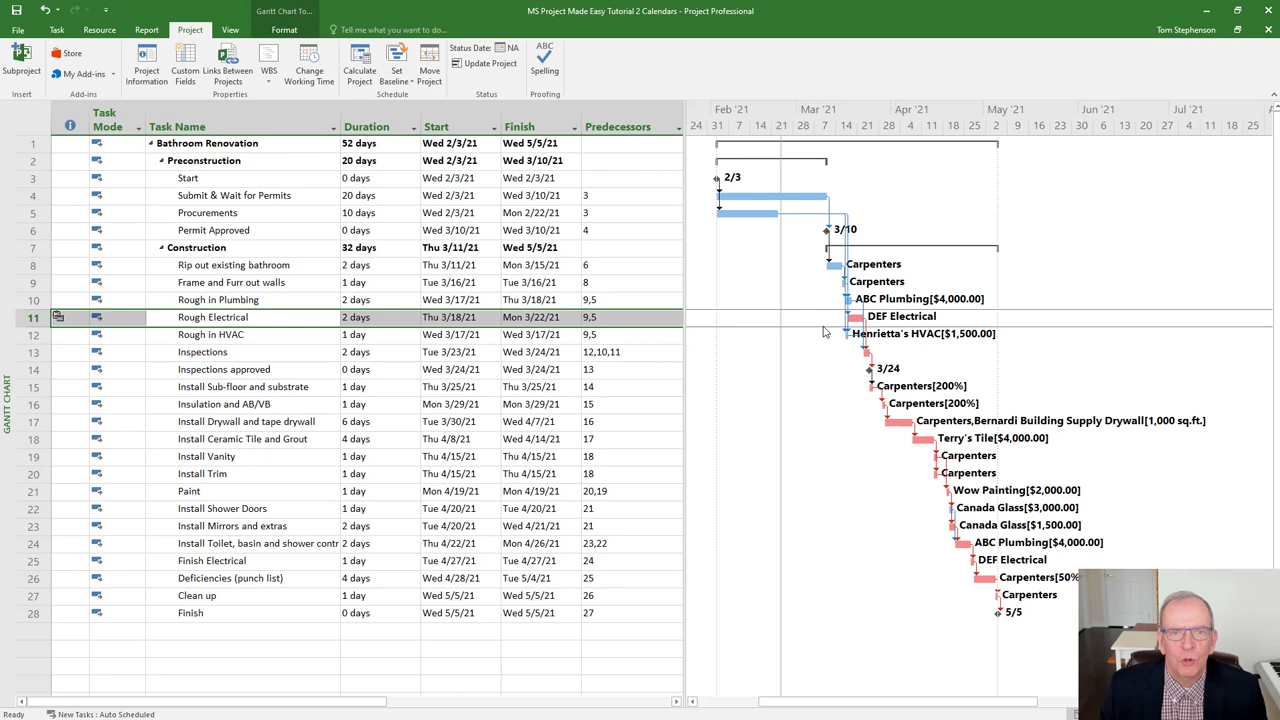 Gantt Chart To...
MS Project Made Easy Tutorial 2 Calendars - Project Professional
File Task Resource Report Project View Format Tell me what you want to do... Tom Stephenson
Subproject
Insert
Store
My Add-ins
Add-ins
Project Information
Custom Fields
Links Between Projects
WBS
Change Working Time
Properties
Calculate Project
Set Baseline
Move Project
Schedule
Status Date: NA
Update Project
Status
ABC
Spelling
Proofing
Task Mode Task Name Duration Start Finish Predecessors
Feb '21 Mar '21 Apr '21 May '21 Jun '21 Jul '21
24 31 7 14 21 28 7 14 21 28 4 11 18 25 2 9 16 23 30 6 13 20 27 4 11 18 25
1 Bathroom Renovation 52 days Wed 2/3/21 Wed 5/5/21
2 Preconstruction 20 days Wed 2/3/21 Wed 3/10/21
3 Start 0 days Wed 2/3/21 Wed 2/3/21 2/3
4 Submit & Wait for Permits 20 days Wed 2/3/21 Wed 3/10/21 3
5 Procurements 10 days Wed 2/3/21 Mon 2/22/21 3
6 Permit Approved 0 days Wed 3/10/21 Wed 3/10/21 4 3/10
7 Construction 32 days Thu 3/11/21 Wed 5/5/21
8 Rip out existing bathroom 2 days Thu 3/11/21 Mon 3/15/21 6 Carpenters
9 Frame and Furr out walls 1 day Tue 3/16/21 Tue 3/16/21 8 Carpenters
10 Rough in Plumbing 2 days Wed 3/17/21 Thu 3/18/21 9,5 ABC Plumbing[$4,000.00]
11 Rough Electrical 2 days Thu 3/18/21 Mon 3/22/21 9,5 DEF Electrical
12 Rough in HVAC 1 day Wed 3/17/21 Wed 3/17/21 9,5 Henrietta's HVAC[$1,500.00]
13 Inspections 2 days Tue 3/23/21 Wed 3/24/21 12,10,11
14 Inspections approved 0 days Wed 3/24/21 Wed 3/24/21 13 3/24
15 Install Sub-floor and substrate 1 day Thu 3/25/21 Thu 3/25/21 14 Carpenters[200%]
16 Insulation and AB/VB 1 day Mon 3/29/21 Mon 3/29/21 15 Carpenters[200%]
17 Install Drywall and tape drywall 6 days Tue 3/30/21 Wed 4/7/21 16 Carpenters,Bernardi Building Supply Drywall[1,000 sq.ft.]
18 Install Ceramic Tile and Grout 4 days Thu 4/8/21 Wed 4/14/21 17 Terry's Tile[$4,000.00]
19 Install Vanity 1 day Thu 4/15/21 Thu 4/15/21 18 Carpenters
20 Install Trim 1 day Thu 4/15/21 Thu 4/15/21 18 Carpenters
21 Paint 1 day Mon 4/19/21 Mon 4/19/21 20,19 Wow Painting[$2,000.00]
22 Install Shower Doors 1 day Tue 4/20/21 Tue 4/20/21 21 Canada Glass[$3,000.00]
23 Install Mirrors and extras 2 days Tue 4/20/21 Wed 4/21/21 21 Canada Glass[$1,500.00]
24 Install Toilet, basin and shower contr 2 days Thu 4/22/21 Mon 4/26/21 23,22 ABC Plumbing[$4,000.00]
25 Finish Electrical 1 day Tue 4/27/21 Tue 4/27/21 24 DEF Electrical
26 Deficiencies (punch list) 4 days Wed 4/28/21 Tue 5/4/21 25 Carpenters[50%
27 Clean up 1 day Wed 5/5/21 Wed 5/5/21 26 Carpenters
28 Finish 0 days Wed 5/5/21 Wed 5/5/21 27 5/5
GANTT CHART
Ready New Tasks : Auto Scheduled